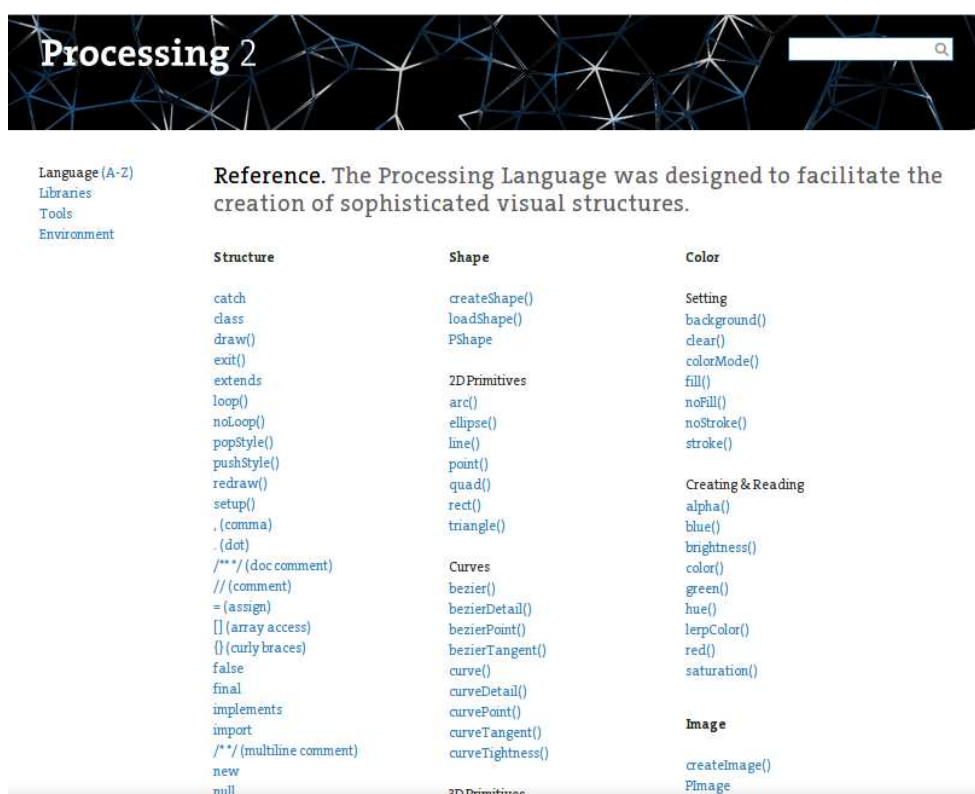 Processing 2
Language (A-Z)
Libraries
Tools
Environment
Reference. The Processing Language was designed to facilitate the
creation of sophisticated visual structures.
Structure
catch
class
draw()
exit()
extends
loop()
noLoop()
popStyle()
pushStyle()
redraw()
setup()
, (comma)
. (dot)
/** */ (doc comment)
// (comment)
= (assign)
[] (array access)
{} (curly braces)
false
final
implements
import
/* */ (multiline comment)
new
null
Shape
createShape()
loadShape()
PShape
2D Primitives
arc()
ellipse()
line()
point()
quad()
rect()
triangle()
Curves
bezier()
bezierDetail()
bezierPoint()
bezierTangent()
curve()
curveDetail()
curvePoint()
curveTangent()
curveTightness()
3D Primitives
Color
Setting
background()
clear()
colorMode()
fill()
noFill()
noStroke()
stroke()
Creating & Reading
alpha()
blue()
brightness()
color()
green()
hue()
lerpColor()
red()
saturation()
Image
createImage()
PImage